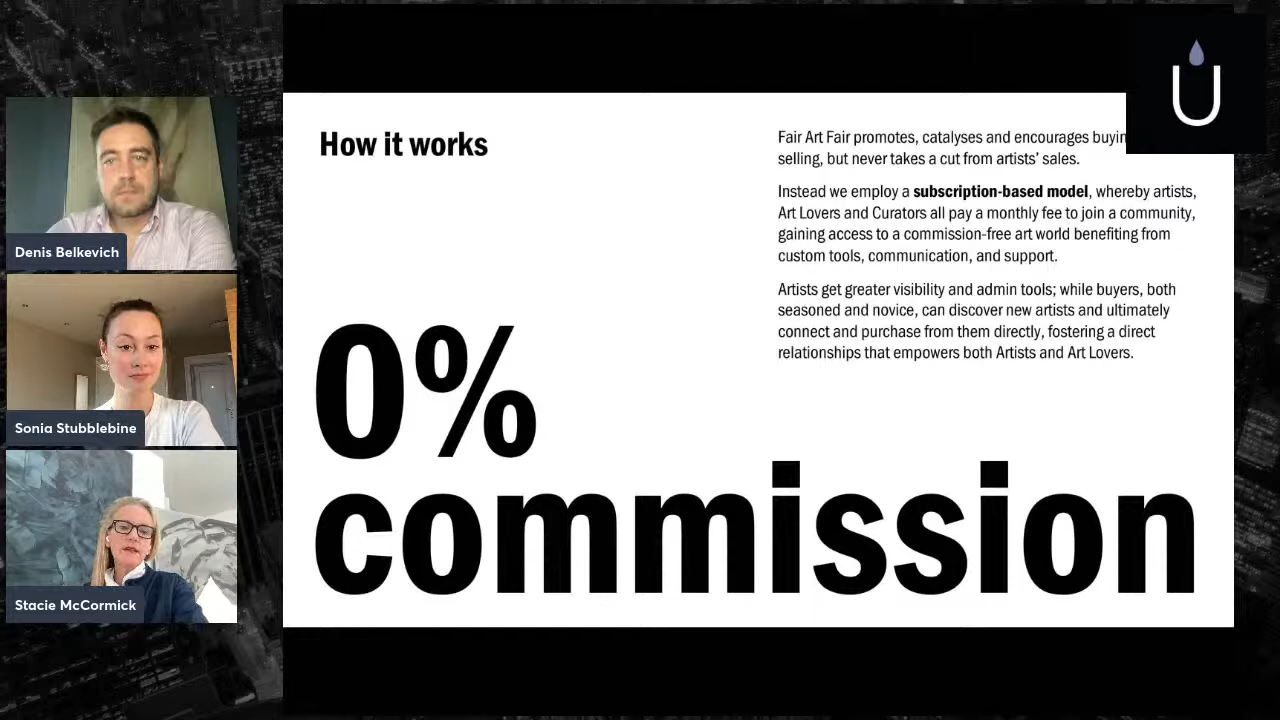 How it works
Fair Art Fair promotes, catalyses and encourages
selling, but never takes a cut from artists’ sales.
Instead we employ a subscription-based model, whereby artists,
Art Lovers and Curators all pay a monthly fee to join a community,
gaining access to a commission-free art world benefiting from
custom tools, communication, and support.
Artists get greater visibility and admin tools; while buyers, both
seasoned and novice, can discover new artists and ultimately
connect and purchase from them directly, fostering a direct
relationships that empowers both Artists and Art Lovers.
0%
commission
Denis Belkevich
Sonia Stubblebine
Stacie McCormick
U